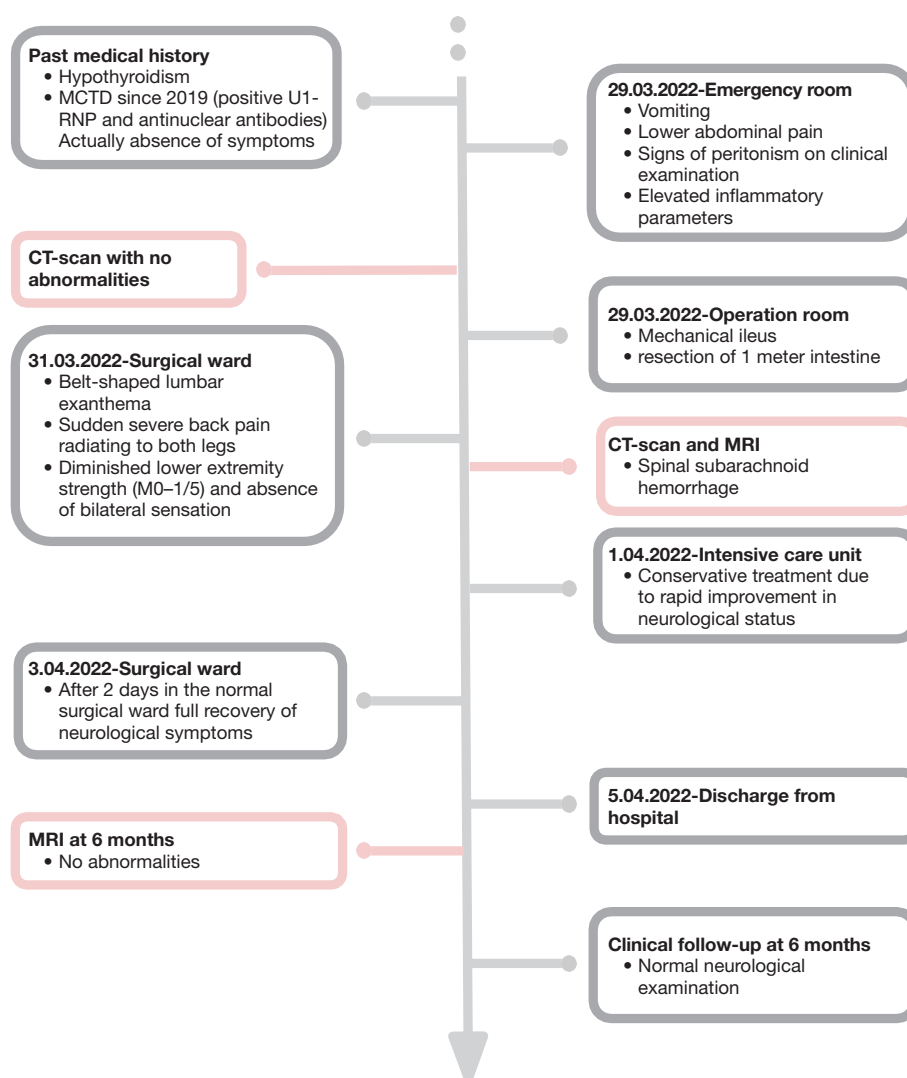 Past medical history
• Hypothyroidism
• MCTD since 2019 (positive U1-
RNP and antinuclear antibodies)
Actually absence of symptoms
29.03.2022-Emergency room
• Vomiting
• Lower abdominal pain
• Signs of peritonism on clinical
examination
• Elevated inflammatory
parameters
CT-scan with no
abnormalities
29.03.2022-Operation room
• Mechanical ileus
• resection of 1 meter intestine
31.03.2022-Surgical ward
• Belt-shaped lumbar
exanthema
• Sudden severe back pain
radiating to both legs
• Diminished lower extremity
strength (M0–1/5) and absence
of bilateral sensation
CT-scan and MRI
• Spinal subarachnoid
hemorrhage
1.04.2022-Intensive care unit
• Conservative treatment due
to rapid improvement in
neurological status
3.04.2022-Surgical ward
• After 2 days in the normal
surgical ward full recovery of
neurological symptoms
5.04.2022-Discharge from
hospital
MRI at 6 months
• No abnormalities
Clinical follow-up at 6 months
• Normal neurological
examination